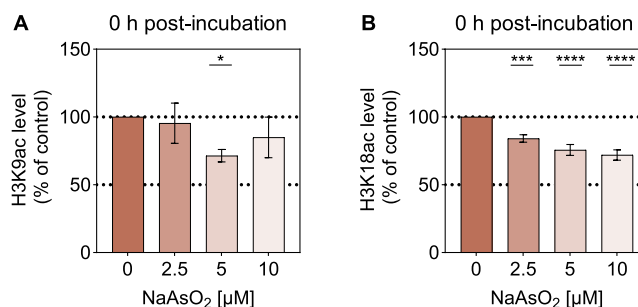 A
0 h post-incubation
H3K9ac level
(% of control)
150
100
50
0
*
0
2.5
5
10
NaAsO₂ [µM]
B
0 h post-incubation
H3K18ac level
(% of control)
150
100
50
0
***
****
****
0
2.5
5
10
NaAsO₂ [µM]